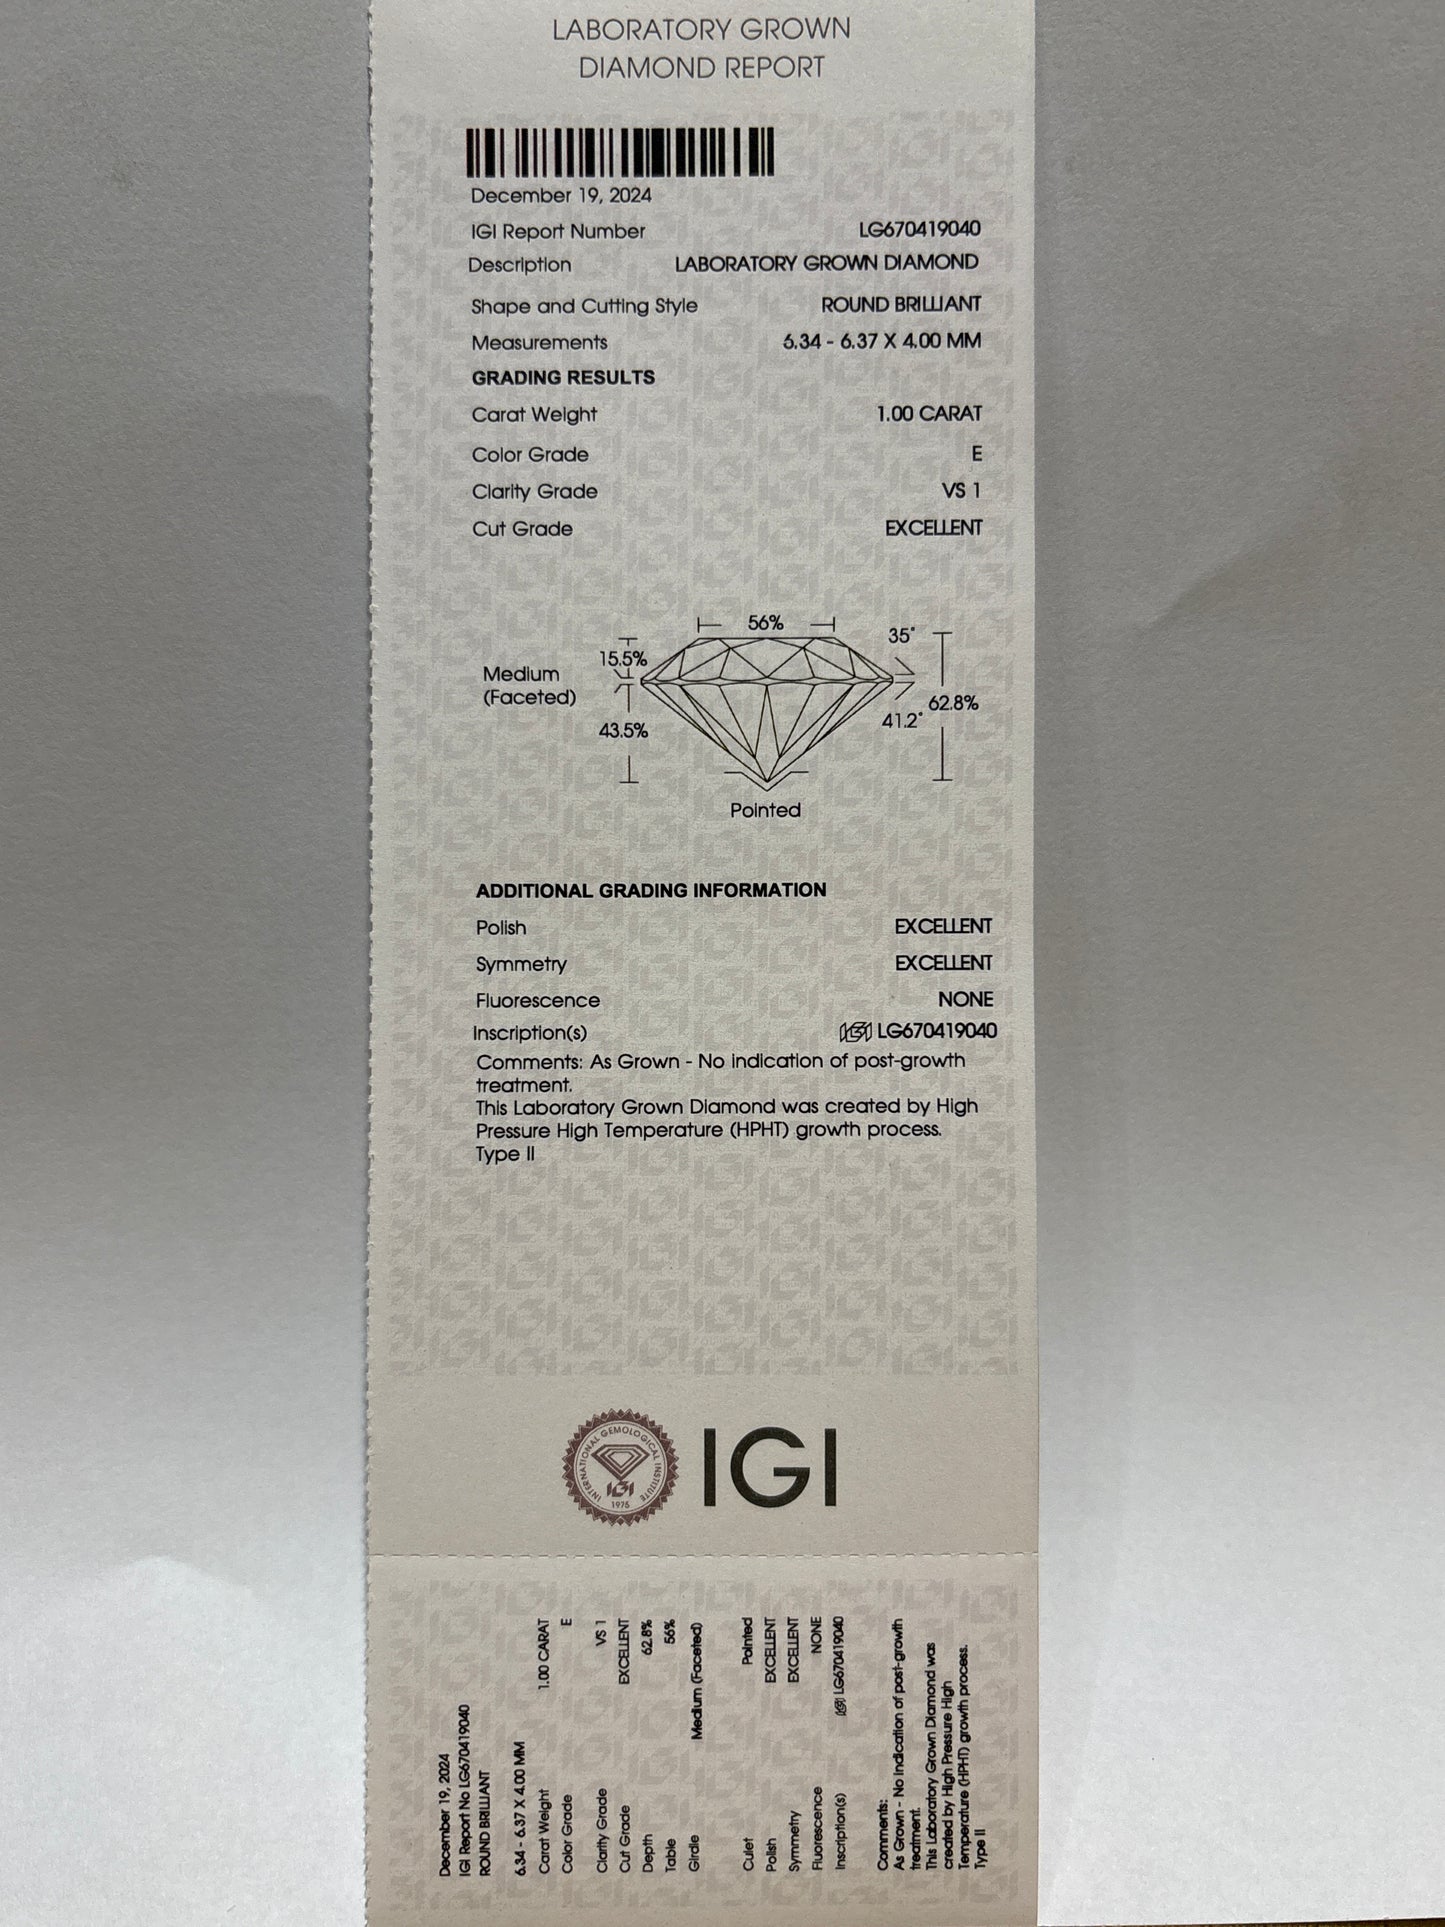 LABORATORY GROWN
DIAMOND REPORT
December 19, 2024
IGI Report Number LG670419040
Description LABORATORY GROWN DIAMOND
Shape and Cutting Style ROUND BRILLIANT
Measurements 6.34 - 6.37 X 4.00 MM
GRADING RESULTS
Carat Weight 1.00 CARAT
Color Grade E
Clarity Grade VS 1
Cut Grade EXCELLENT
56%
35°
15.5%
Medium
(Faceted)
62.8%
41.2°
43.5%
Pointed
ADDITIONAL GRADING INFORMATION
Polish EXCELLENT
Symmetry EXCELLENT
Fluorescence NONE
Inscription(s) IGI LG670419040
Comments: As Grown - No indication of post-growth
treatment.
This Laboratory Grown Diamond was created by High
Pressure High Temperature (HPHT) growth process.
Type II
INTERNATIONAL GEMOLOGICAL INSTITUTE
IGI
1975
IGI
December 19, 2024
IGI Report No LG670419040
ROUND BRILLIANT
6.34 - 6.37 X 4.00 MM
Carat Weight 1.00 CARAT
Color Grade E
Clarity Grade VS 1
Cut Grade EXCELLENT
Depth 62.8%
Table 56%
Girdle Medium (Faceted)
Culet Pointed
Polish EXCELLENT
Symmetry EXCELLENT
Fluorescence NONE
Inscription(s) IGI LG670419040
Comments:
As Grown - No indication of post-growth
treatment.
This Laboratory Grown Diamond was
created by High Pressure High
Temperature (HPHT) growth process.
Type II